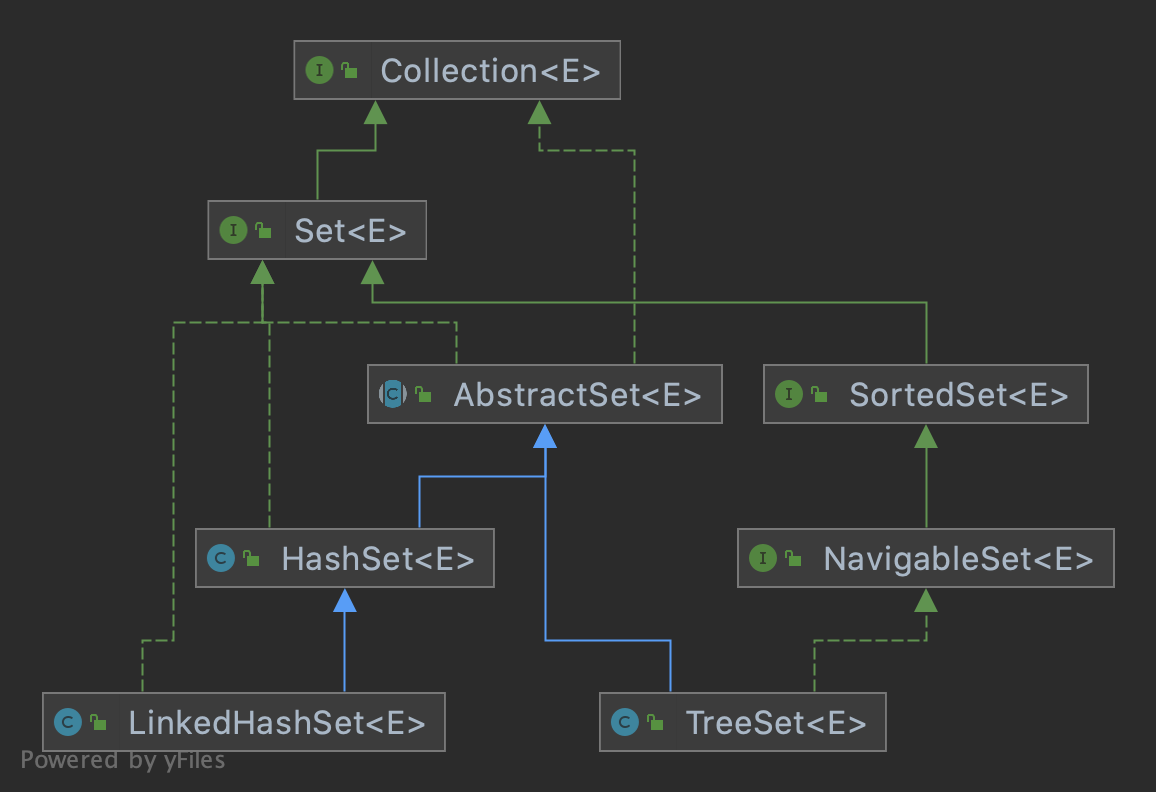 I Collection<E>
I Set<E>
C AbstractSet<E>
I SortedSet<E>
C HashSet<E>
I NavigableSet<E>
C LinkedHashSet<E>
C TreeSet<E>
Powered by yFiles